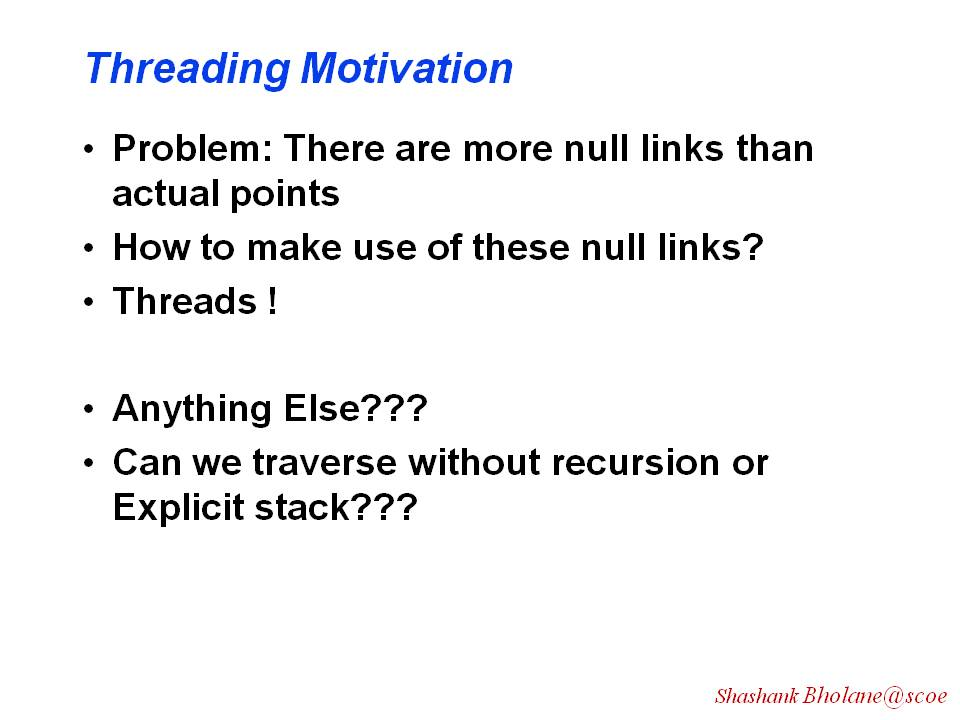 Threading Motivation
• Problem: There are more null links than
actual points
• How to make use of these null links?
• Threads !
• Anything Else???
• Can we traverse without recursion or
Explicit stack???
Shashank Bholane@scoe